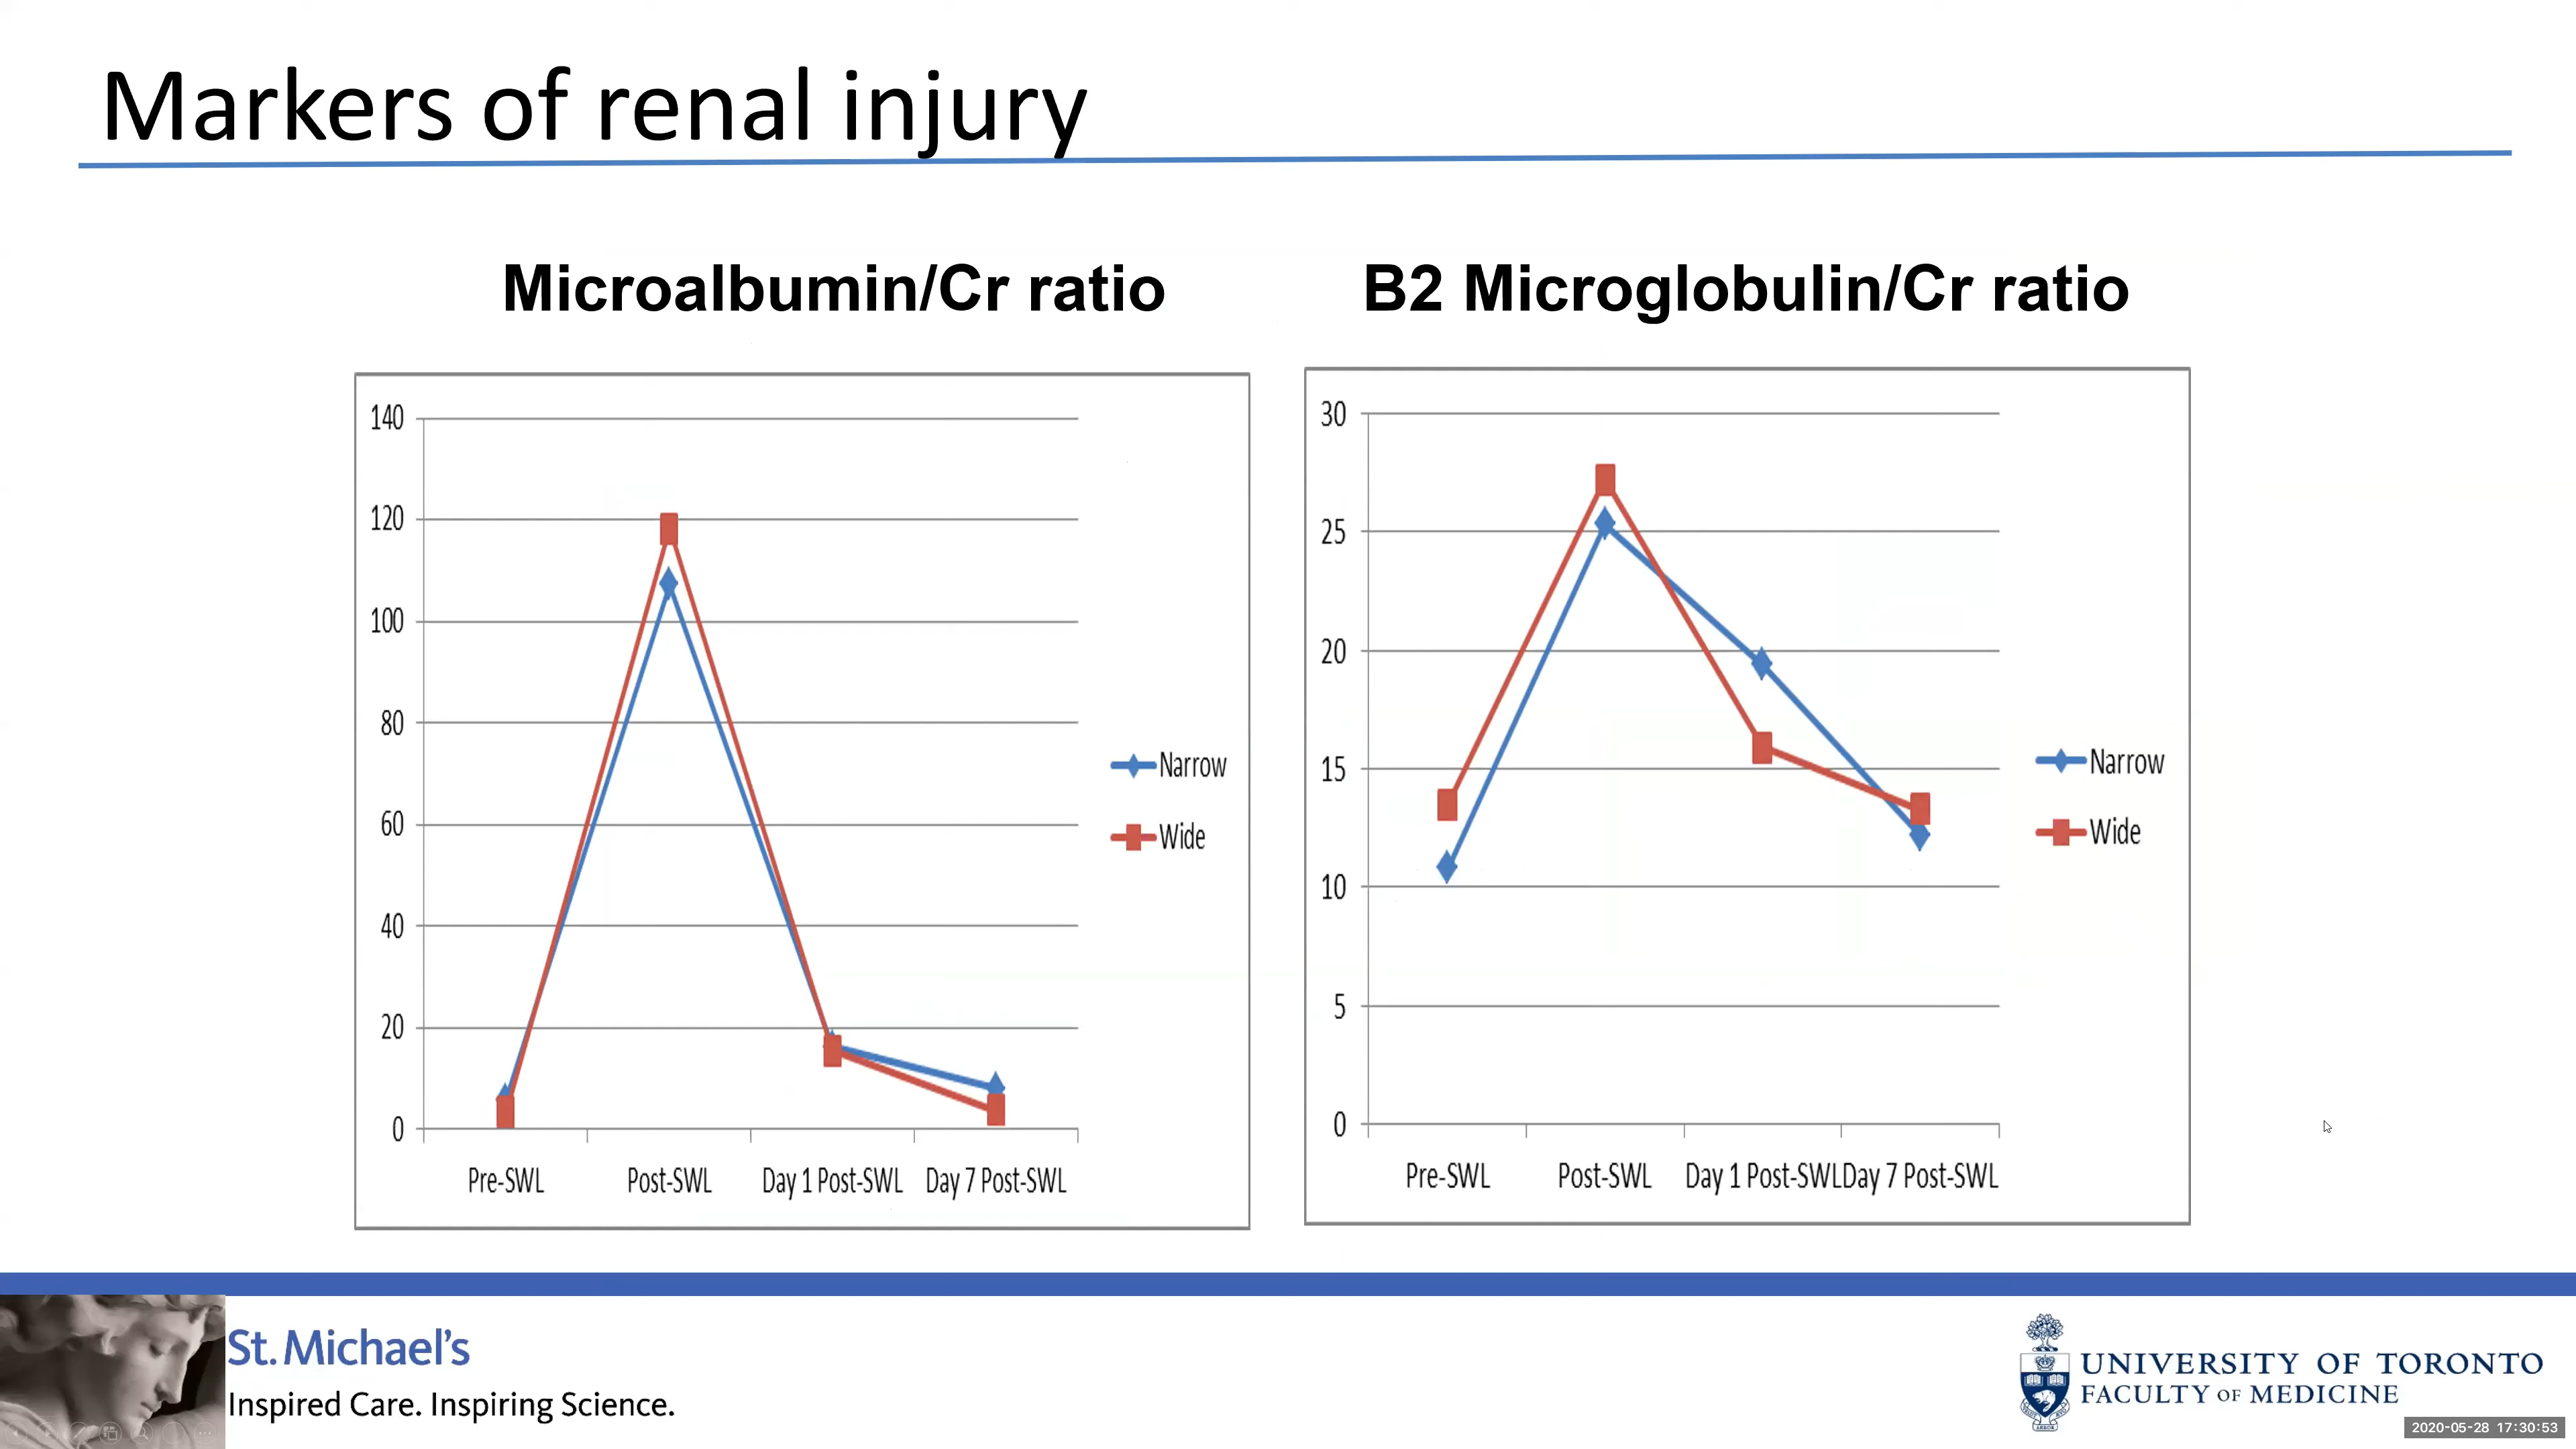 Markers of renal injury
Microalbumin/Cr ratio
140
120
100
80
60
40
20
0
Pre-SWL
Post-SWL
Day 1 Post-SWL
Day 7 Post-SWL
Narrow
Wide
B2 Microglobulin/Cr ratio
30
25
20
15
10
5
0
Pre-SWL
Post-SWL
Day 1 Post-SWL
Day 7 Post-SWL
Narrow
Wide
St. Michael's
Inspired Care. Inspiring Science.
UNIVERSITY OF TORONTO
FACULTY OF MEDICINE
2020-05-28 17:30:53